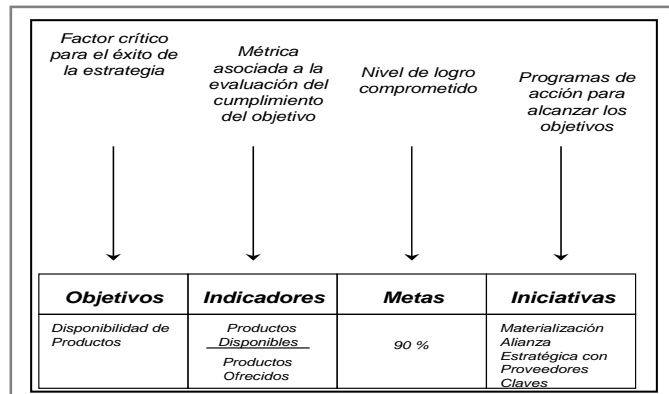 Factor crítico
para el éxito de
la estrategia
Métrica
asociada a la
evaluación del
cumplimiento
del objetivo
Nivel de logro
comprometido
Programas de
acción para
alcanzar los
objetivos
Objetivos
Indicadores
Metas
Iniciativas
Disponibilidad de
Productos
Productos
Disponibles
Productos
Ofrecidos
90 %
Materialización
Alianza
Estratégica con
Proveedores
Claves